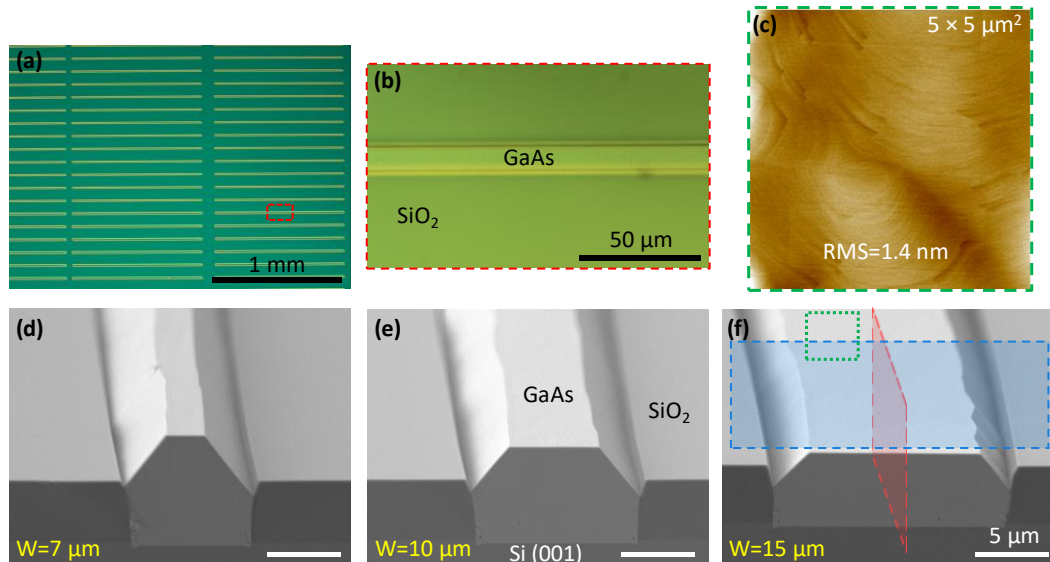 (a)
1 mm
(b)
GaAs
SiO₂
50 µm
(c)
5 × 5 µm²
RMS=1.4 nm
(d)
W=7 µm
(e)
GaAs
SiO₂
W=10 µm
Si (001)
(f)
W=15 µm
5 µm